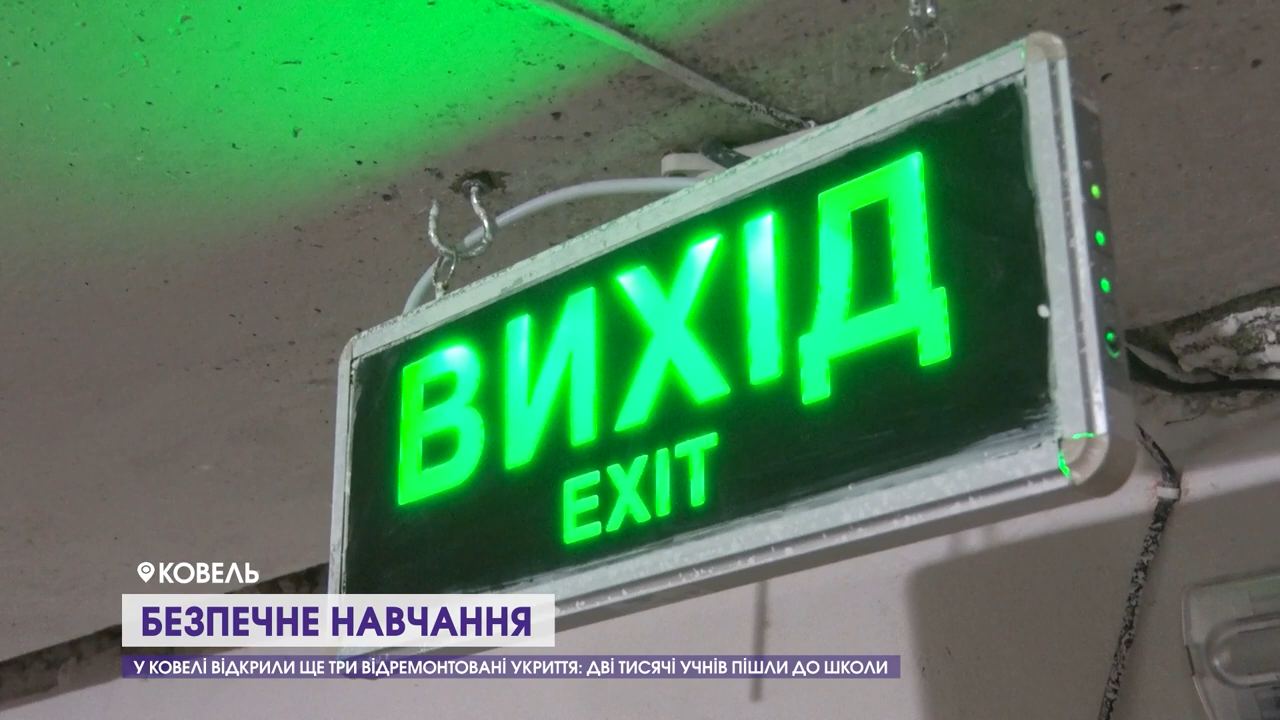 ВИХІД
EXIT
КОВЕЛЬ
БЕЗПЕЧНЕ НАВЧАННЯ
У КОВЕЛІ ВІДКРИЛИ ЩЕ ТРИ ВІДРЕМОНТОВАНІ УКРИТТЯ: ДВІ ТИСЯЧІ УЧНІВ ПІШЛИ ДО ШКОЛИ